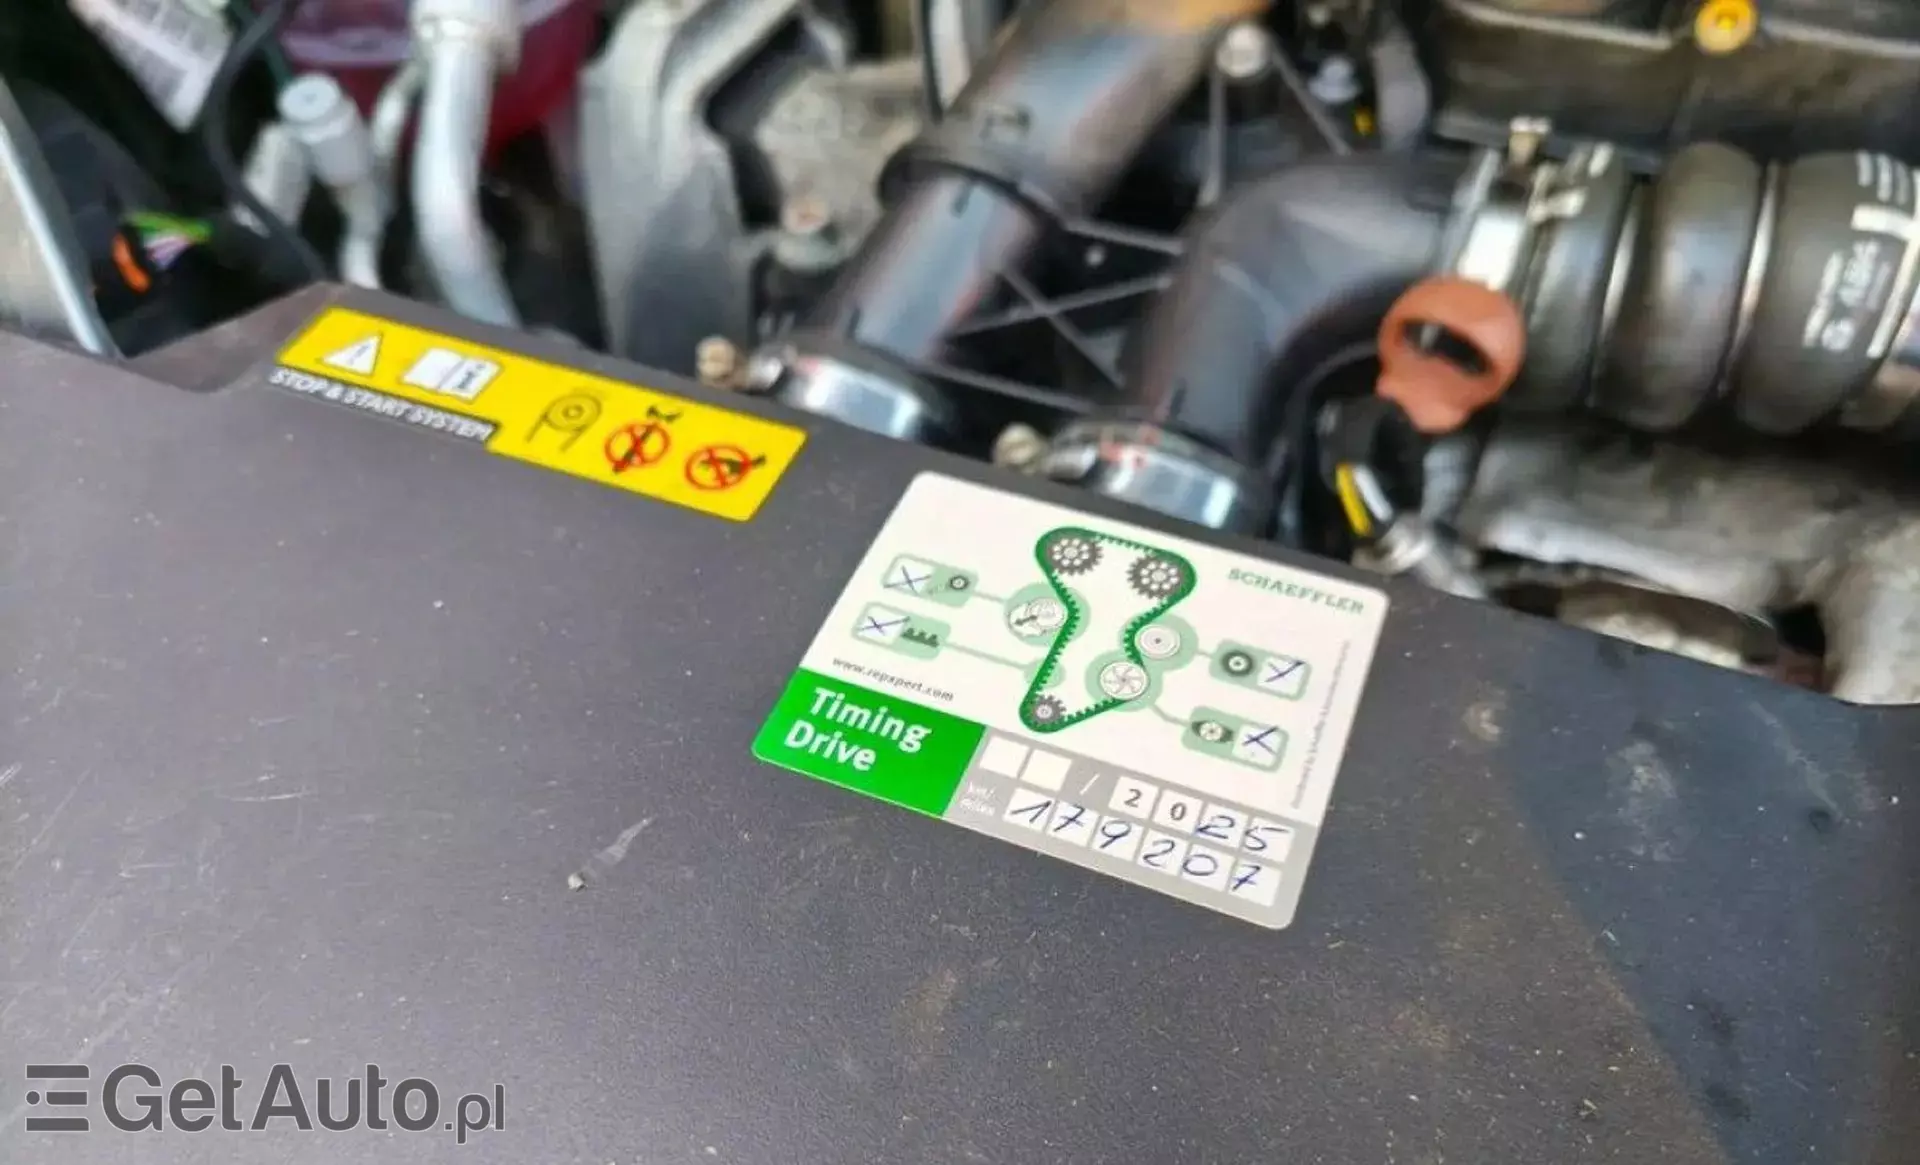 STOP & START SYSTEM
SCHAEFFLER
www.repxpert.com
Timing
Drive
/ 2025
km/
miles
179207
GetAuto.pl